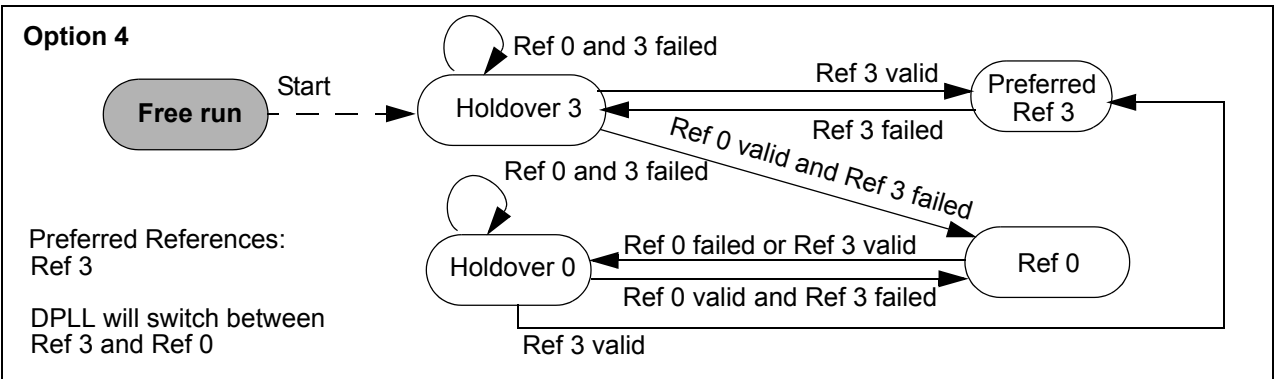 Option 4
Ref 0 and 3 failed
Start
Free run
Holdover 3
Ref 3 valid
Preferred
Ref 3
Ref 3 failed
Ref 0 valid and Ref 3 failed
Ref 0 and 3 failed
Preferred References:
Ref 3
Holdover 0
Ref 0 failed or Ref 3 valid
Ref 0
Ref 0 valid and Ref 3 failed
DPLL will switch between
Ref 3 and Ref 0
Ref 3 valid